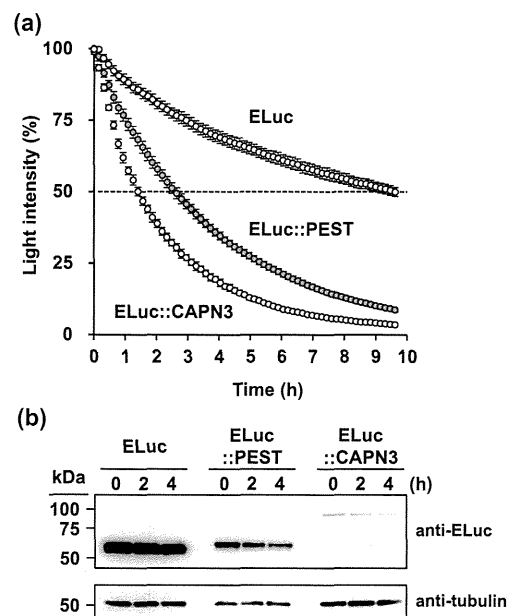 (a)
100
75
50
25
0
Light intensity (%)
ELuc
ELuc::PEST
ELuc::CAPN3
0 1 2 3 4 5 6 7 8 9 10
Time (h)
(b)
ELuc ELuc ELuc
::PEST ::CAPN3
kDa 0 2 4 0 2 4 0 2 4 (h)
100
75
50
anti-ELuc
50
anti-tubulin